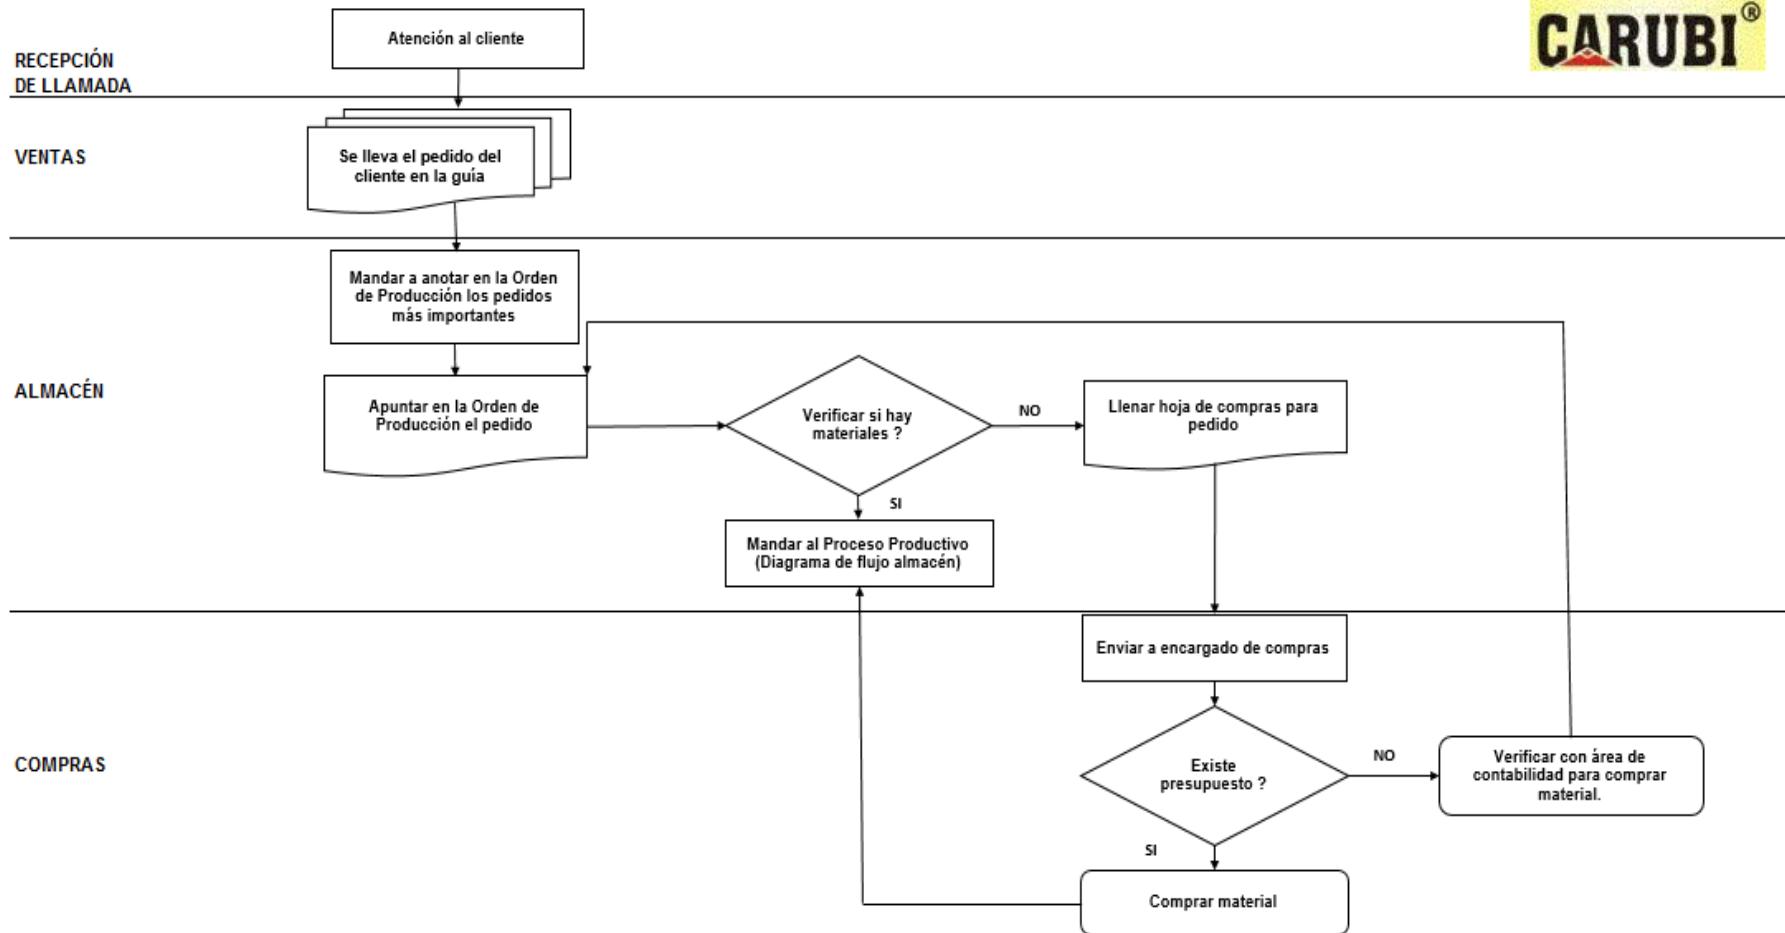 CARUBI®
RECEPCIÓN
DE LLAMADA
Atención al cliente
VENTAS
Se lleva el pedido del
cliente en la guía
ALMACÉN
Mandar a anotar en la Orden
de Producción los pedidos
más importantes
Apuntar en la Orden de
Producción el pedido
Verificar si hay
materiales ?
NO
Llenar hoja de compras para
pedido
SI
Mandar al Proceso Productivo
(Diagrama de flujo almacén)
COMPRAS
Enviar a encargado de compras
Existe
presupuesto ?
NO
Verificar con área de
contabilidad para comprar
material.
SI
Comprar material